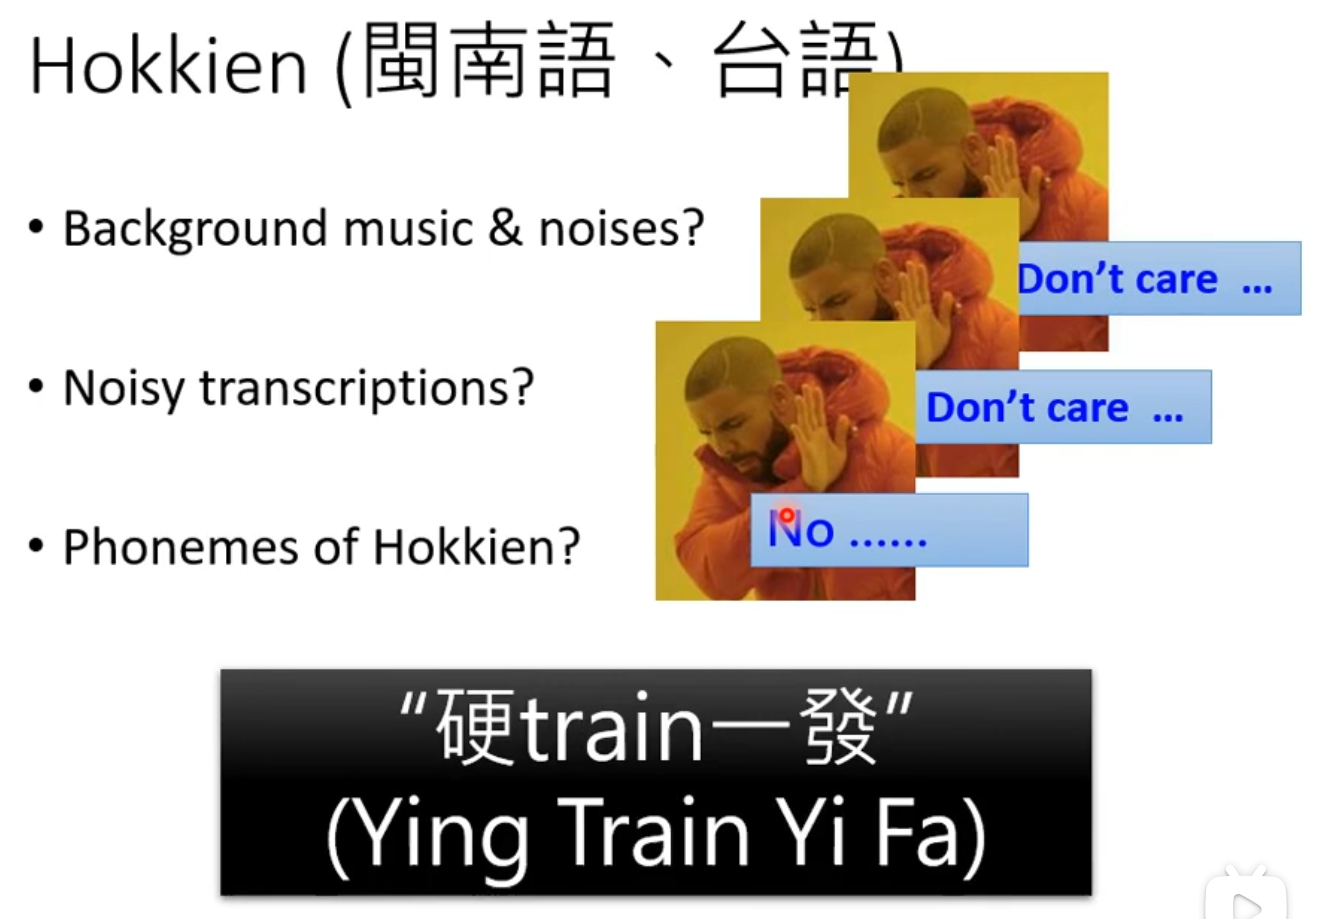 Hokkien (閩南語、台語)
• Background music & noises?
Don’t care ...
• Noisy transcriptions?
Don’t care ...
• Phonemes of Hokkien?
No ......
“硬train一發”
(Ying Train Yi Fa)